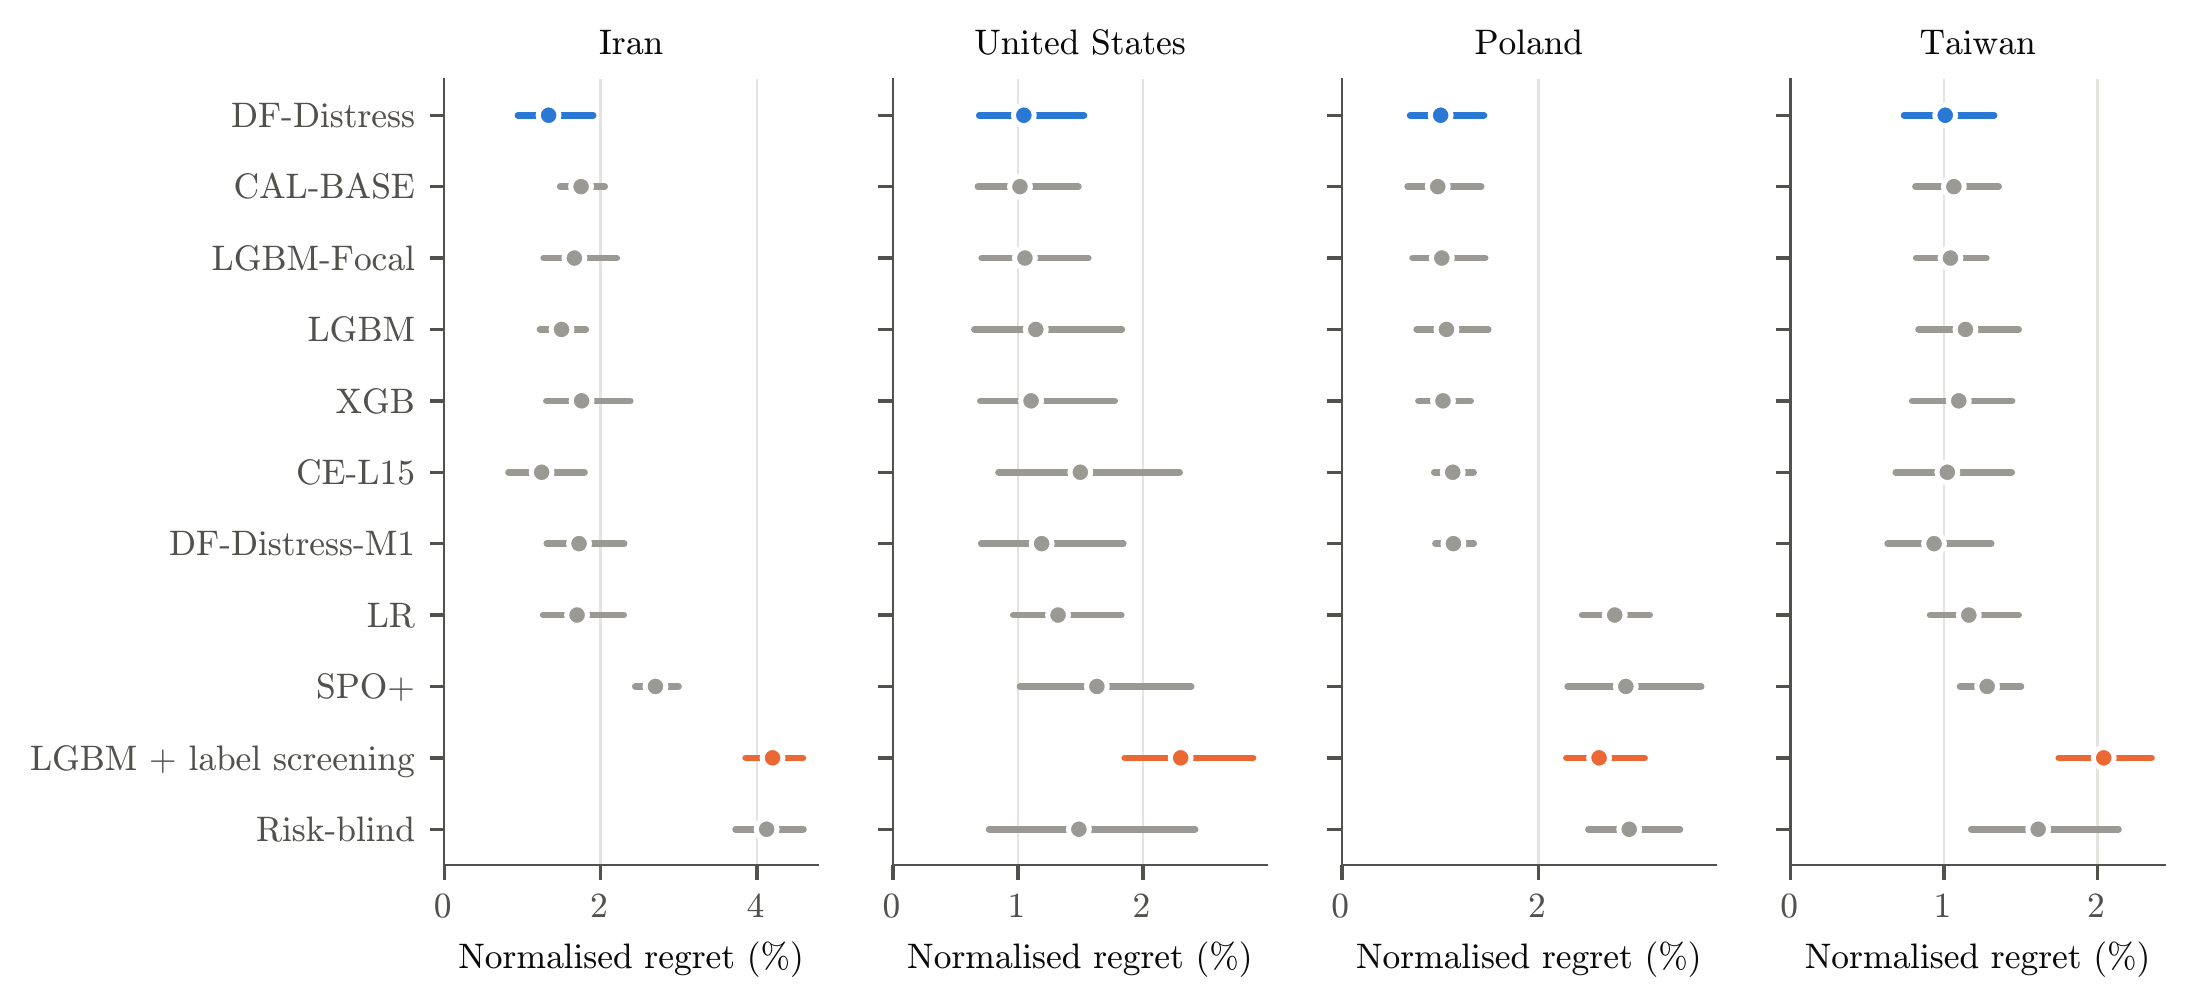 Iran
United States
Poland
Taiwan
DF-Distress
CAL-BASE
LGBM-Focal
LGBM
XGB
CE-L15
DF-Distress-M1
LR
SPO+
LGBM + label screening
Risk-blind
0 2 4
0 1 2
0 2
0 1 2
Normalised regret (%)
Normalised regret (%)
Normalised regret (%)
Normalised regret (%)